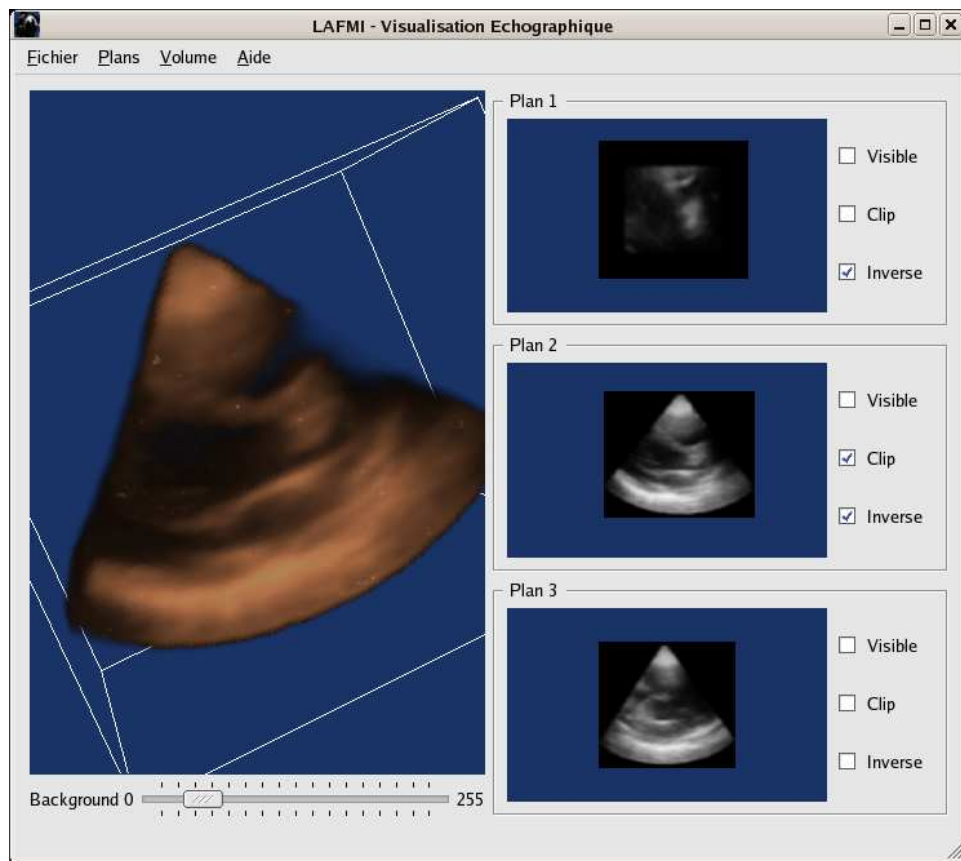 LAFMI - Visualisation Echographique
Fichier Plans Volume Aide
Plan 1
Visible
Clip
Inverse
Plan 2
Visible
Clip
Inverse
Plan 3
Visible
Clip
Inverse
Background 0 255